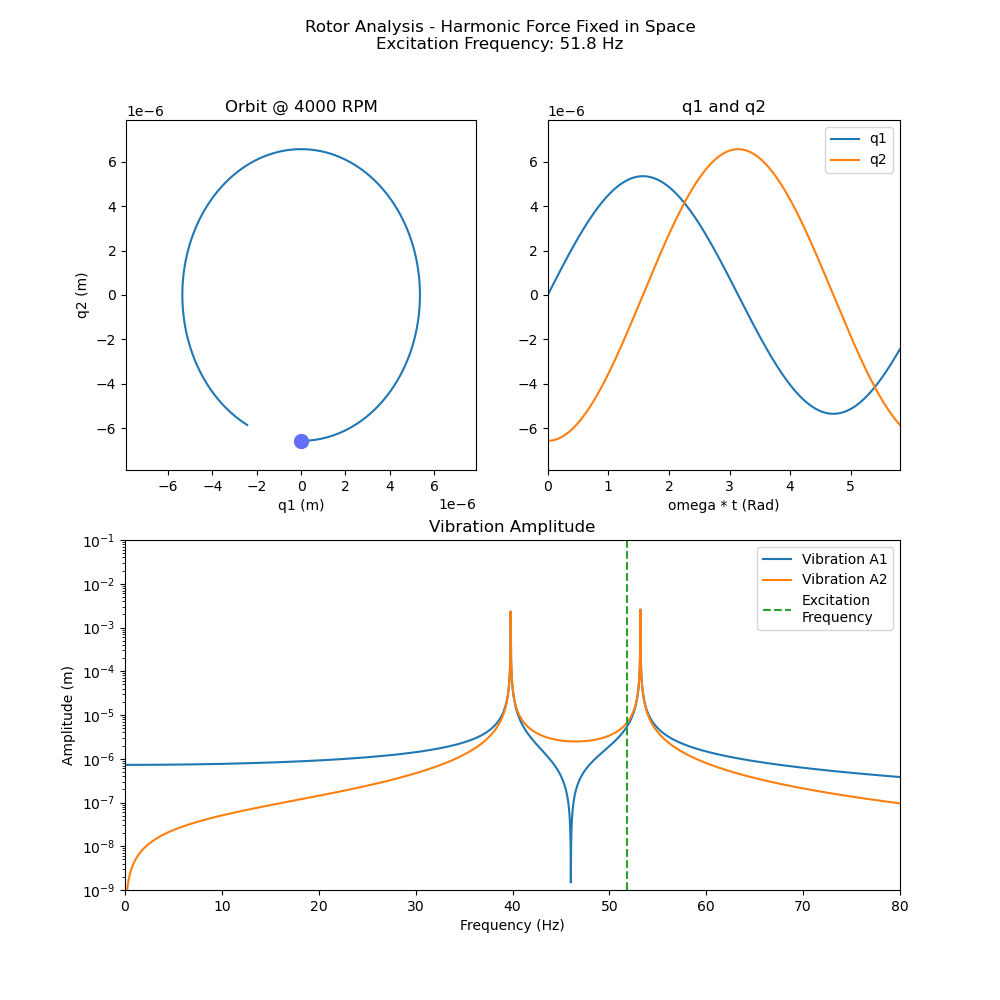 Rotor Analysis - Harmonic Force Fixed in Space
Excitation Frequency: 51.8 Hz
Orbit @ 4000 RPM
1e−6
6
4
2
0
−2
−4
−6
q2 (m)
−6 −4 −2 0 2 4 6
q1 (m)
1e−6
q1 and q2
1e−6
q1
q2
6
4
2
0
−2
−4
−6
0 1 2 3 4 5
omega * t (Rad)
Vibration Amplitude
Vibration A1
Vibration A2
Excitation
Frequency
10⁻¹
10⁻²
10⁻³
10⁻⁴
10⁻⁵
10⁻⁶
10⁻⁷
10⁻⁸
10⁻⁹
Amplitude (m)
0 10 20 30 40 50 60 70 80
Frequency (Hz)